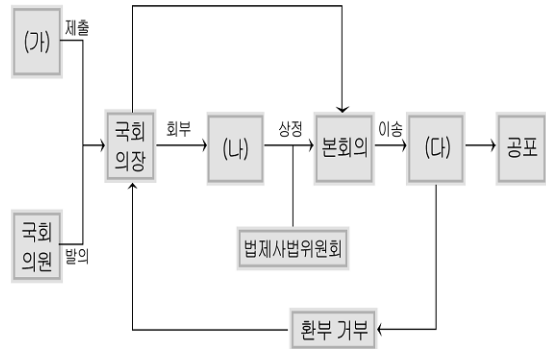 (가)
제출
국회
의장
회부
(나)
상정
본회의
이송
(다)
공포
국회
의원
발의
법제사법위원회
환부 거부